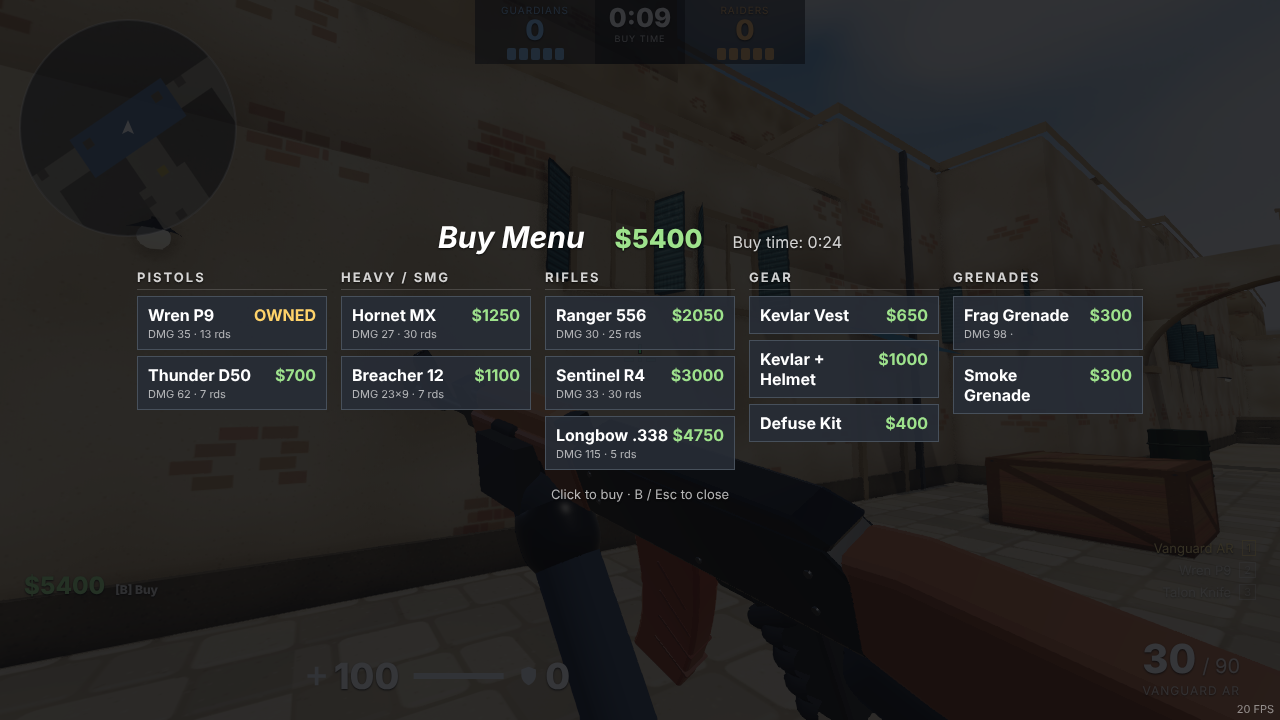 GUARDIANS
0
0:09
BUY TIME
RAIDERS
0
Buy Menu
$5400
Buy time: 0:24
PISTOLS
Wren P9 OWNED
DMG 35 · 13 rds
Thunder D50 $700
DMG 62 · 7 rds
HEAVY / SMG
Hornet MX $1250
DMG 27 · 30 rds
Breacher 12 $1100
DMG 23×9 · 7 rds
RIFLES
Ranger 556 $2050
DMG 30 · 25 rds
Sentinel R4 $3000
DMG 33 · 30 rds
Longbow .338 $4750
DMG 115 · 5 rds
GEAR
Kevlar Vest $650
Kevlar + $1000
Helmet
Defuse Kit $400
GRENADES
Frag Grenade $300
DMG 98 ·
Smoke $300
Grenade
Click to buy · B / Esc to close
$5400 [B] Buy
Vanguard AR
Wren P9
100
0
30 / 90
VANGUARD AR
20 FPS